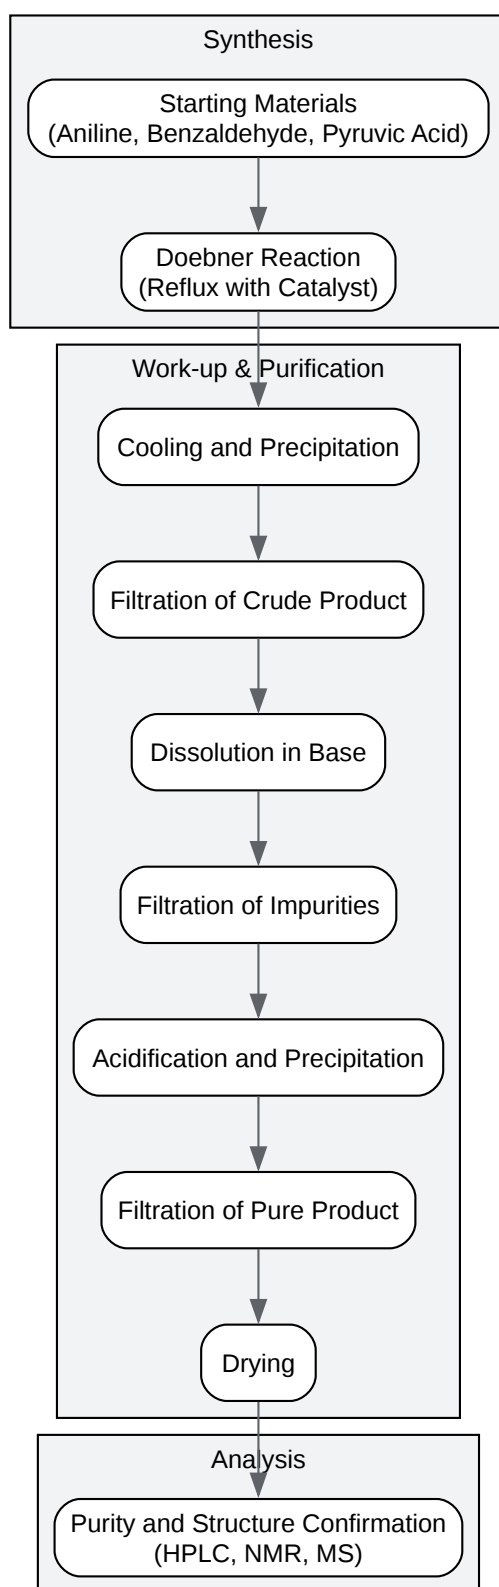 Synthesis
Starting Materials
(Aniline, Benzaldehyde, Pyruvic Acid)
Doebner Reaction
(Reflux with Catalyst)
Work-up & Purification
Cooling and Precipitation
Filtration of Crude Product
Dissolution in Base
Filtration of Impurities
Acidification and Precipitation
Filtration of Pure Product
Drying
Analysis
Purity and Structure Confirmation
(HPLC, NMR, MS)